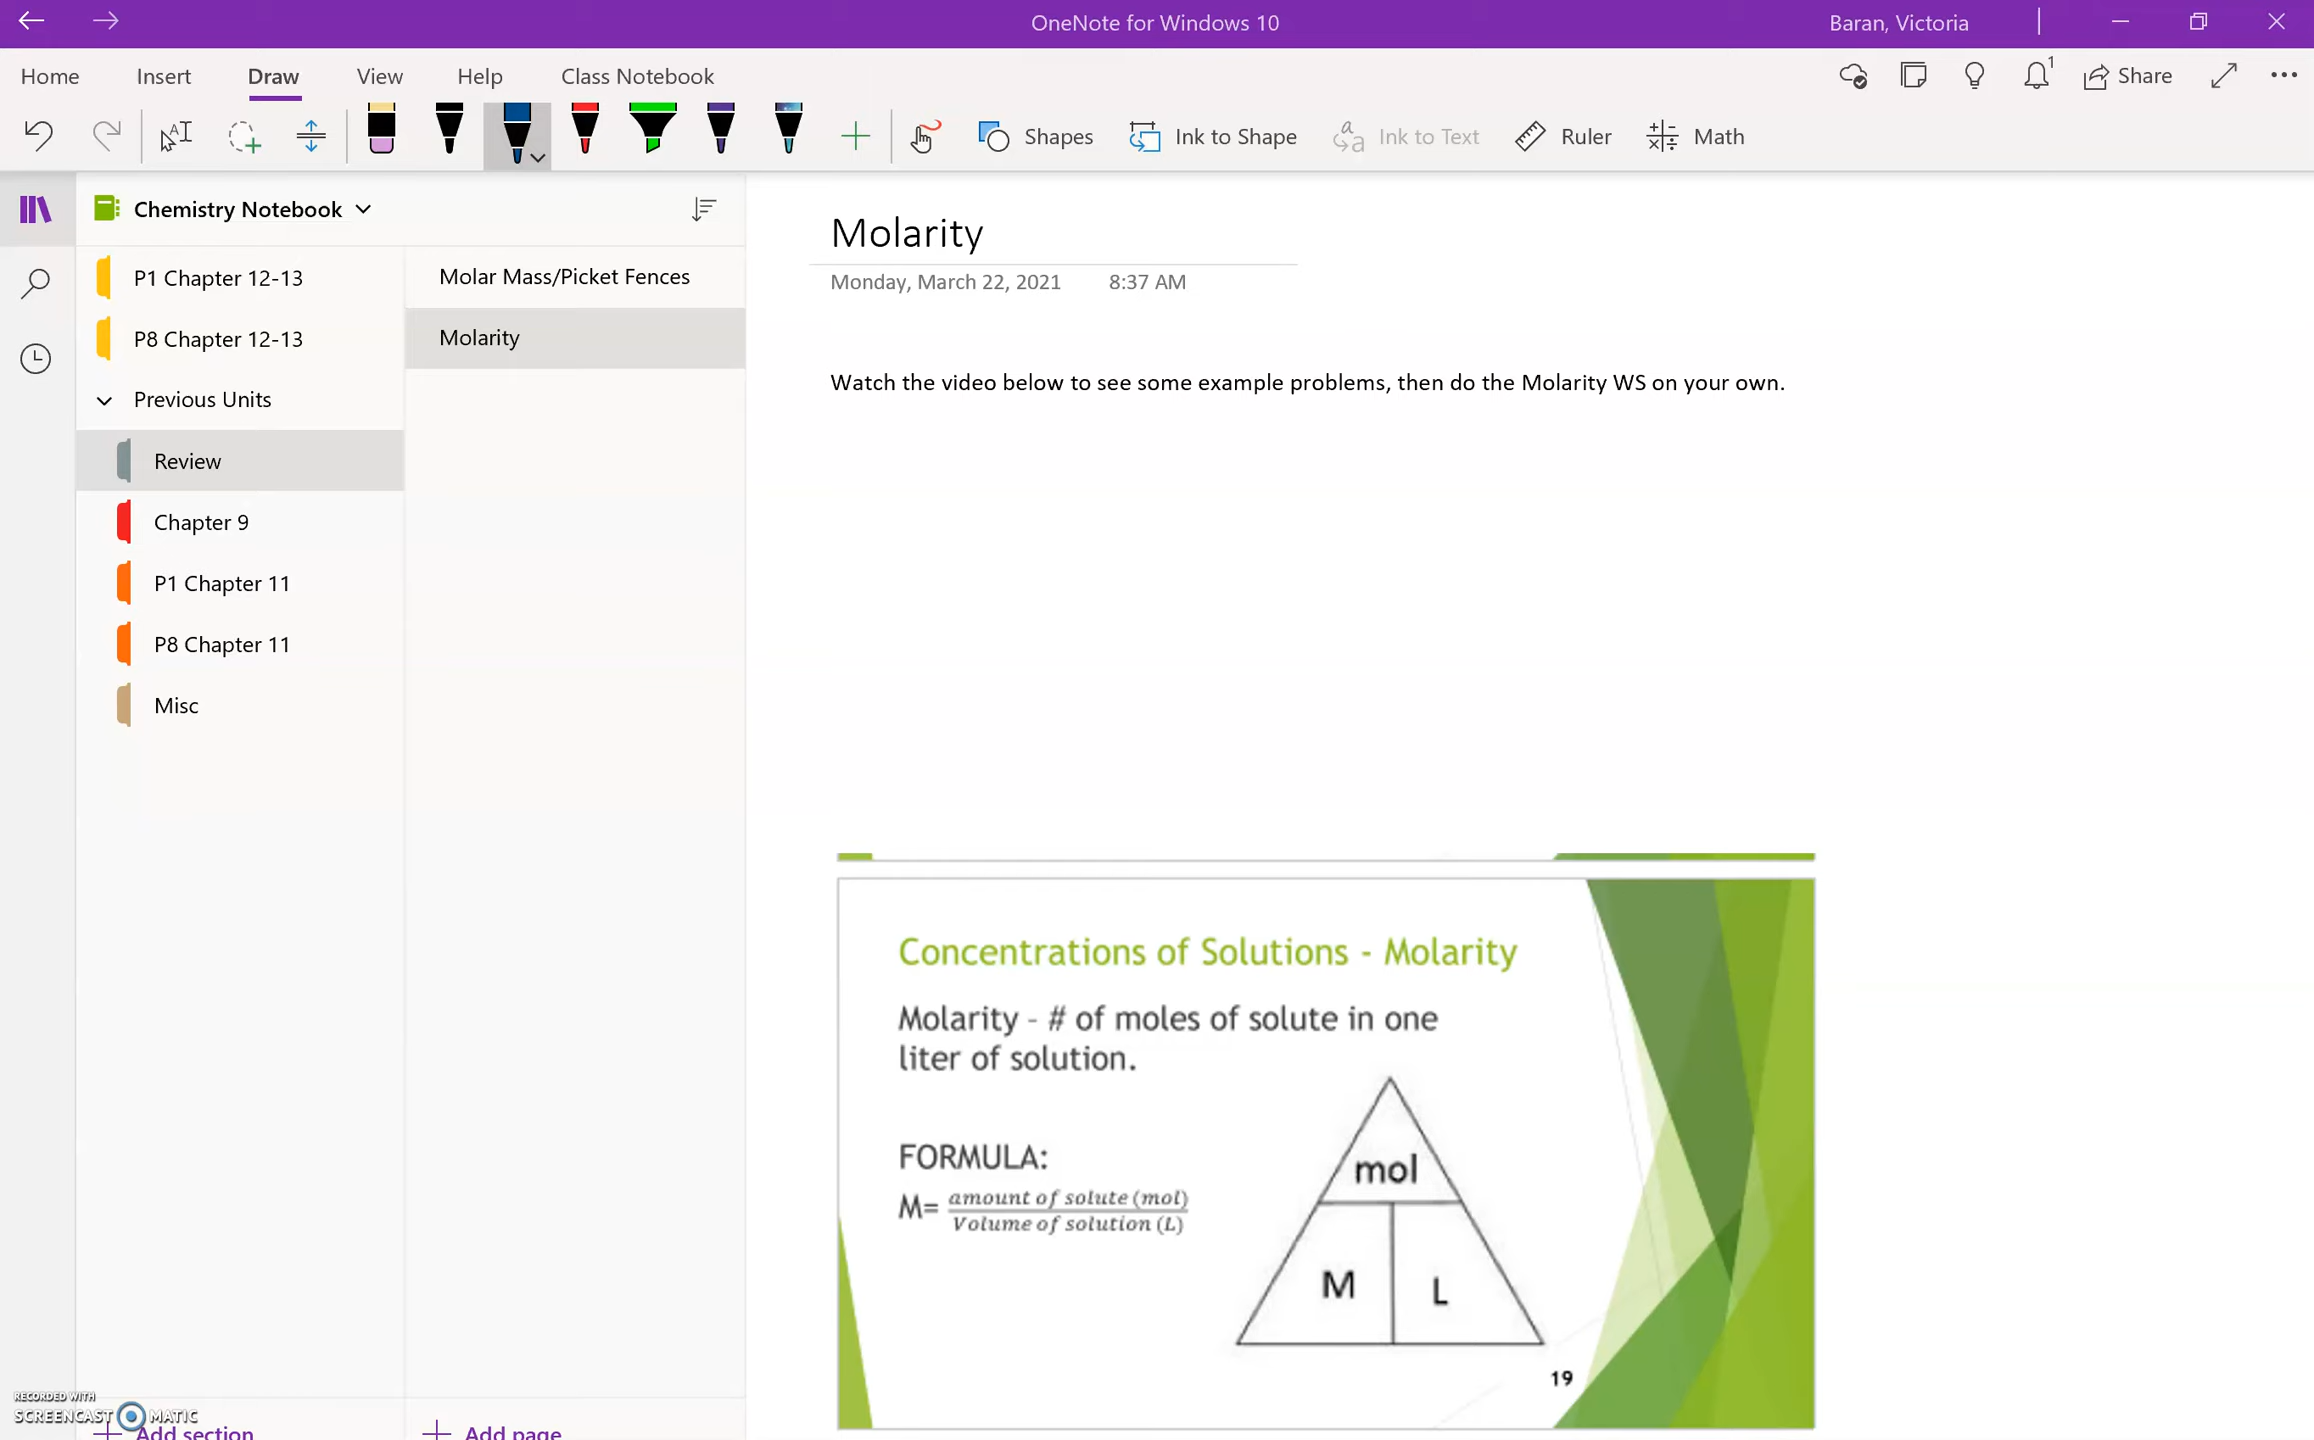 OneNote for Windows 10
Baran, Victoria
Home Insert Draw View Help Class Notebook
1
Share
Shapes
Ink to Shape
Ink to Text
Ruler
Math
Chemistry Notebook
P1 Chapter 12-13
P8 Chapter 12-13
Previous Units
Review
Chapter 9
P1 Chapter 11
P8 Chapter 11
Misc
Add section
Molar Mass/Picket Fences
Molarity
Add page
Molarity
Monday, March 22, 2021 8:37 AM
Watch the video below to see some example problems, then do the Molarity WS on your own.
Concentrations of Solutions - Molarity
Molarity - # of moles of solute in one
liter of solution.
FORMULA:
M= amount of solute (mol)
Volume of solution (L)
mol
M L
19
RECORDED WITH
SCREENCAST MATIC